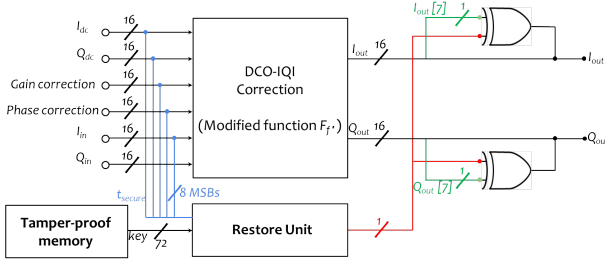 I_dc 16
Q_dc 16
Gain correction 16
Phase correction 16
I_in 16
Q_in 16
DCO-IQI
Correction
(Modified function F_f*)
I_out 16
Q_out 16
I_out [7] 1
I_out
Q_out [7] 1
Q_ou
t_secure
8 MSBs
Tamper-proof
memory
key 72
Restore Unit
1